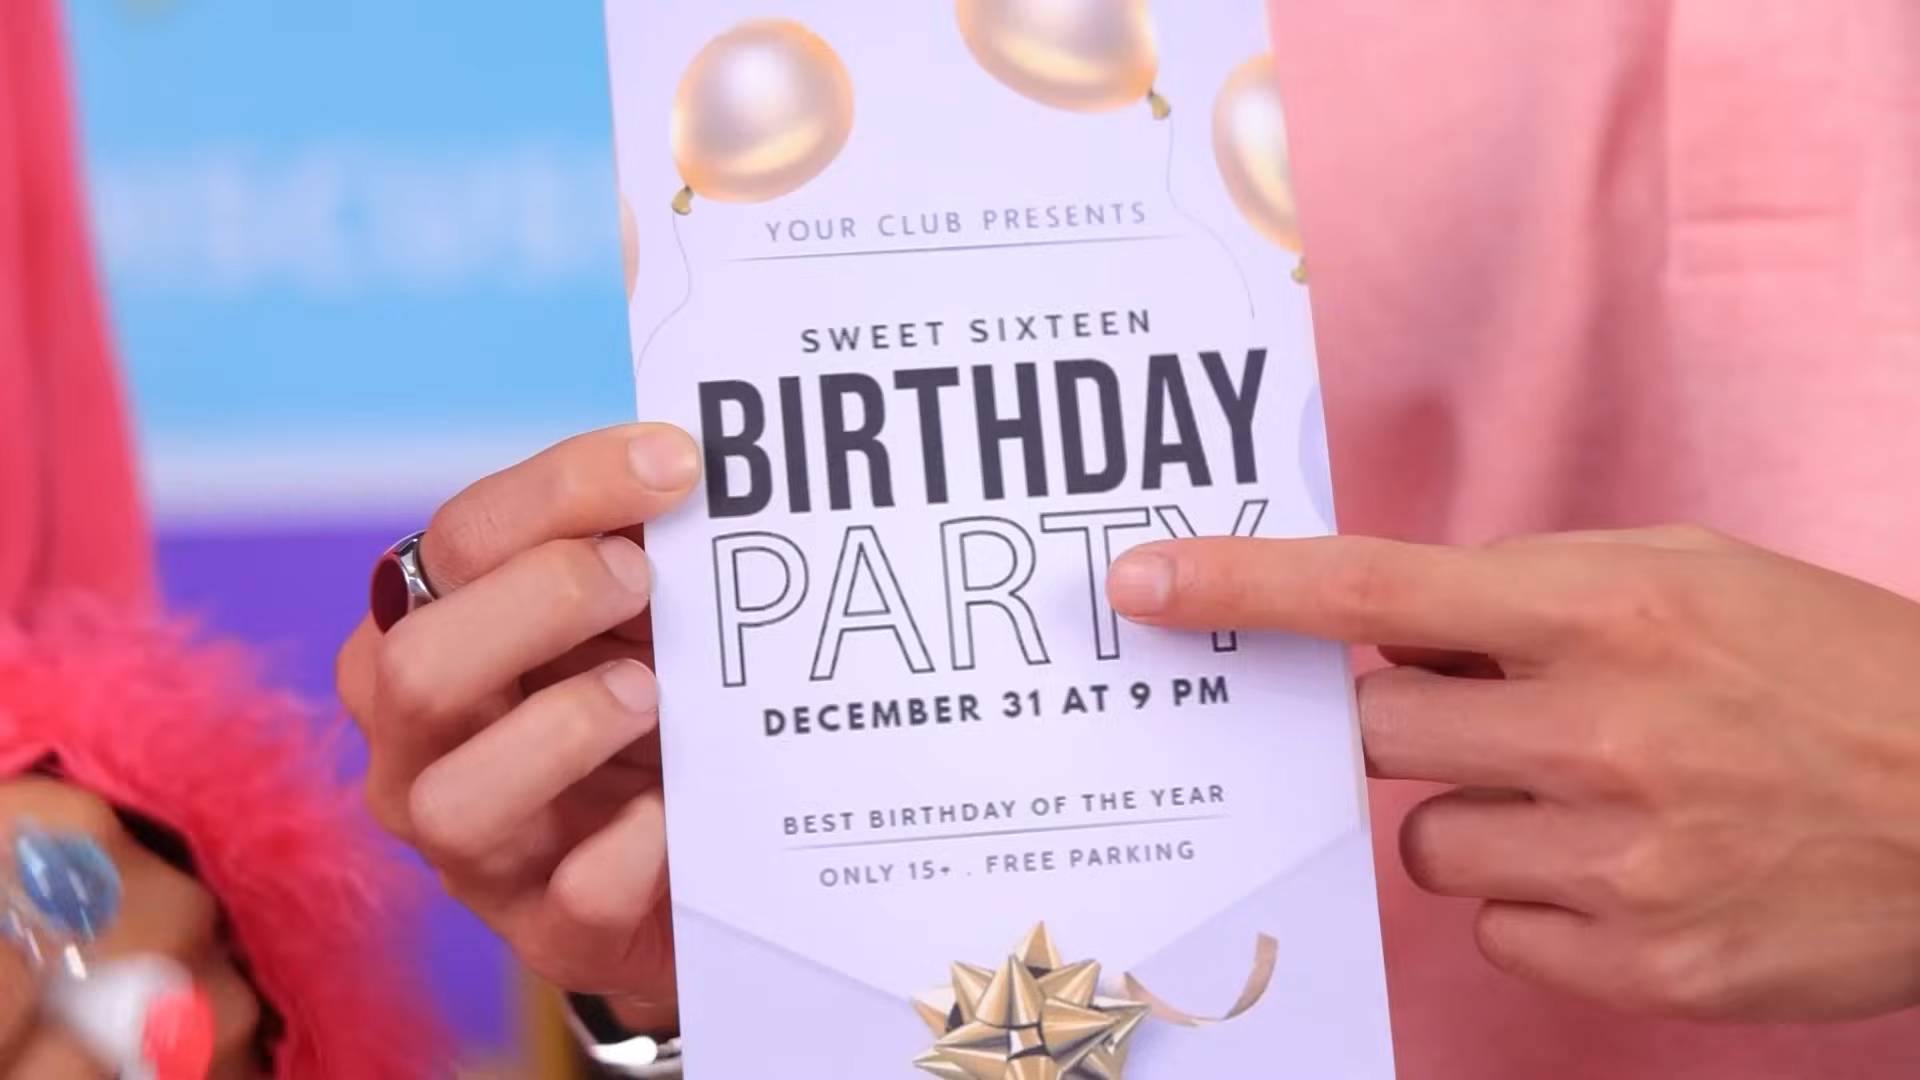 YOUR CLUB PRESENTS
SWEET SIXTEEN
BIRTHDAY
PARTY
DECEMBER 31 AT 9 PM
BEST BIRTHDAY OF THE YEAR
ONLY 15+ . FREE PARKING